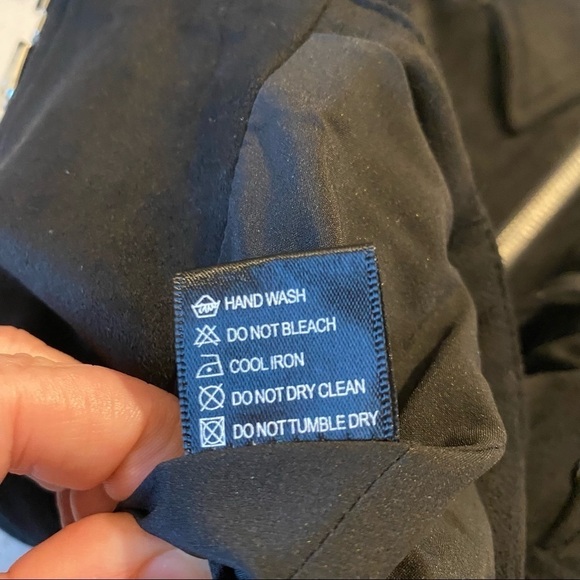 HAND WASH
DO NOT BLEACH
COOL IRON
DO NOT DRY CLEAN
DO NOT TUMBLE DRY